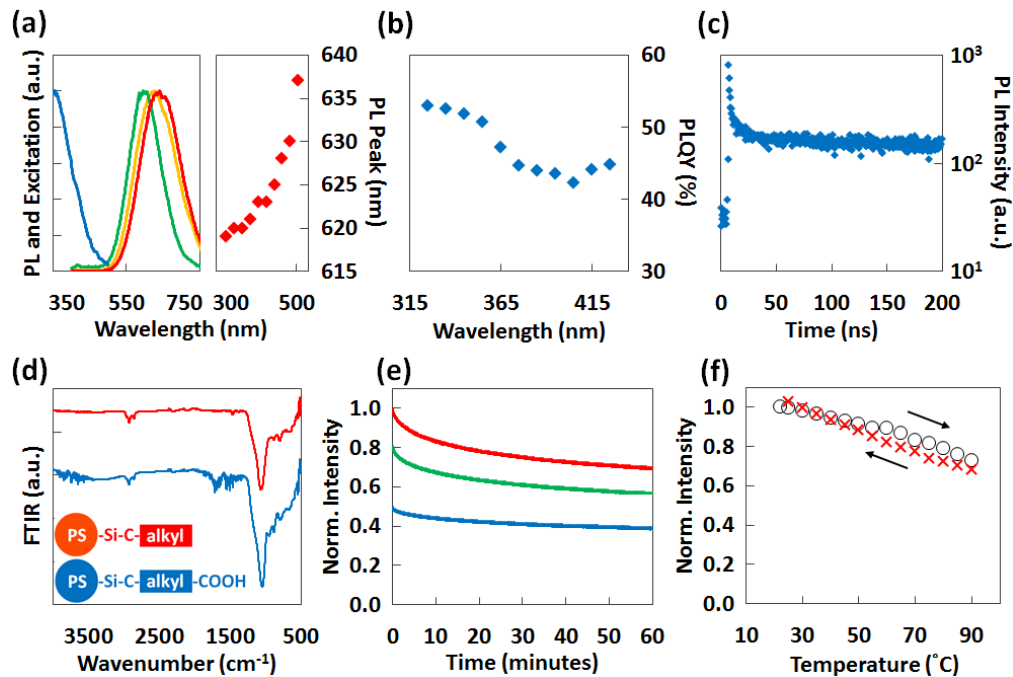 (a)
PL and Excitation (a.u.)
350 550 750
300 500
Wavelength (nm)
640
635
630
625
620
615
PL Peak (nm)
(b)
60
50
40
30
PLQY (%)
315 365 415
Wavelength (nm)
(c)
10³
10²
10¹
PL Intensity (a.u.)
0 50 100 150 200
Time (ns)
(d)
FTIR (a.u.)
PS -Si-C- alkyl
PS -Si-C- alkyl -COOH
3500 2500 1500 500
Wavenumber (cm⁻¹)
(e)
Norm. Intensity
1.0
0.8
0.6
0.4
0.2
0.0
0 10 20 30 40 50 60
Time (minutes)
(f)
Norm. Intensity
1.0
0.8
0.6
0.4
0.2
0.0
10 30 50 70 90
Temperature (˚C)